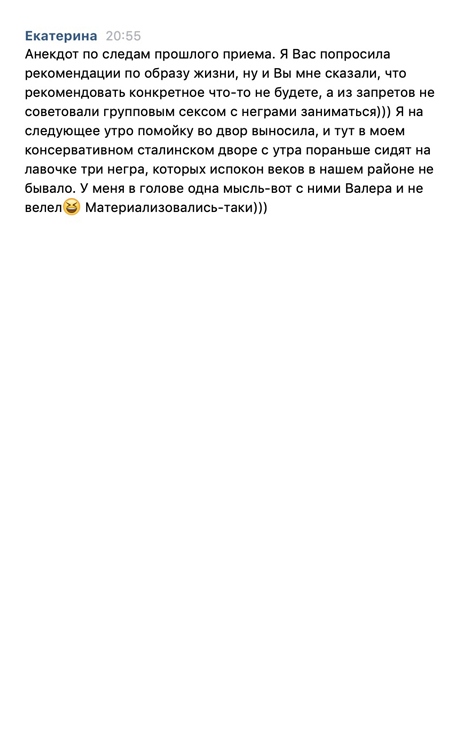 Екатерина 20:55
Анекдот по следам прошлого приема. Я Вас попросила
рекомендации по образу жизни, ну и Вы мне сказали, что
рекомендовать конкретное что-то не будете, а из запретов не
советовали групповым сексом с неграми заниматься))) Я на
следующее утро помойку во двор выносила, и тут в моем
консервативном сталинском дворе с утра пораньше сидят на
лавочке три негра, которых испокон веков в нашем районе не
бывало. У меня в голове одна мысль-вот с ними Валера и не
велел😆 Материализовались-таки)))